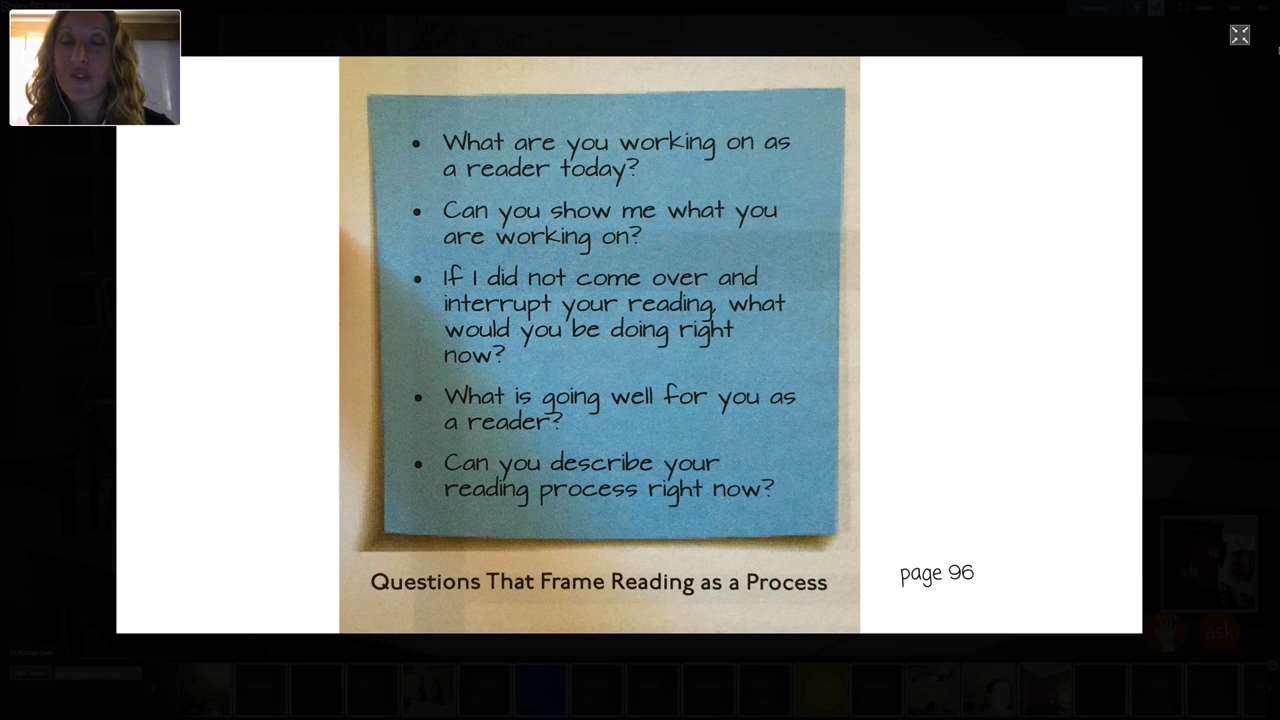 • What are you working on as
a reader today?
• Can you show me what you
are working on?
• If I did not come over and
interrupt your reading, what
would you be doing right
now?
• What is going well for you as
a reader?
• Can you describe your
reading process right now?
Questions That Frame Reading as a Process
page 96
ask